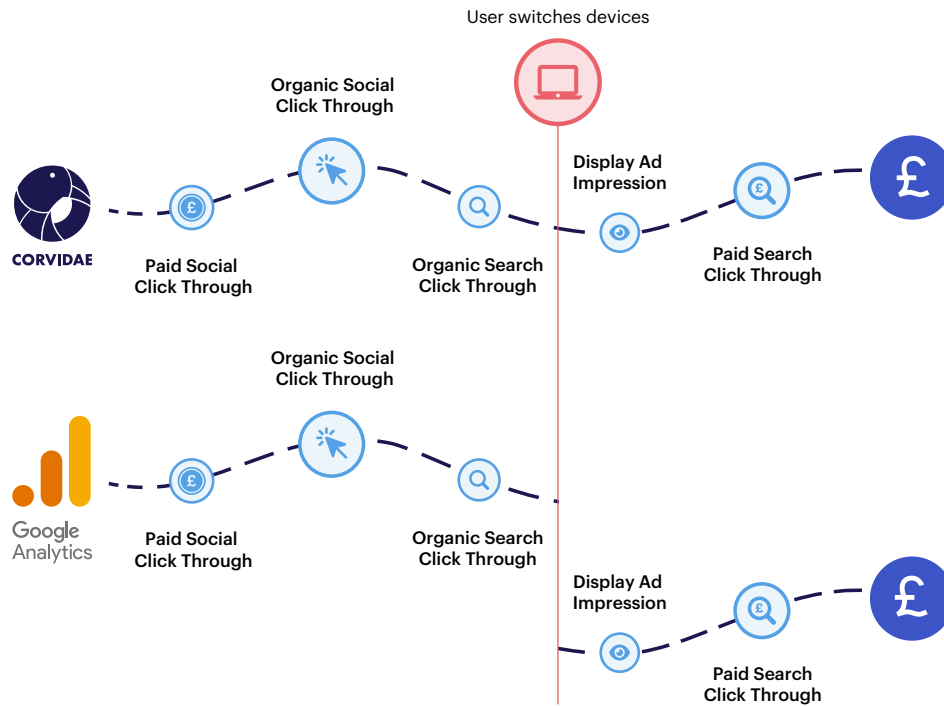 User switches devices
Organic Social
Click Through
Display Ad
Impression
£
£
£
CORVIDAE
Paid Social
Click Through
Organic Search
Click Through
Paid Search
Click Through
Organic Social
Click Through
£
Google
Analytics
Paid Social
Click Through
Organic Search
Click Through
Display Ad
Impression
£
£
Paid Search
Click Through